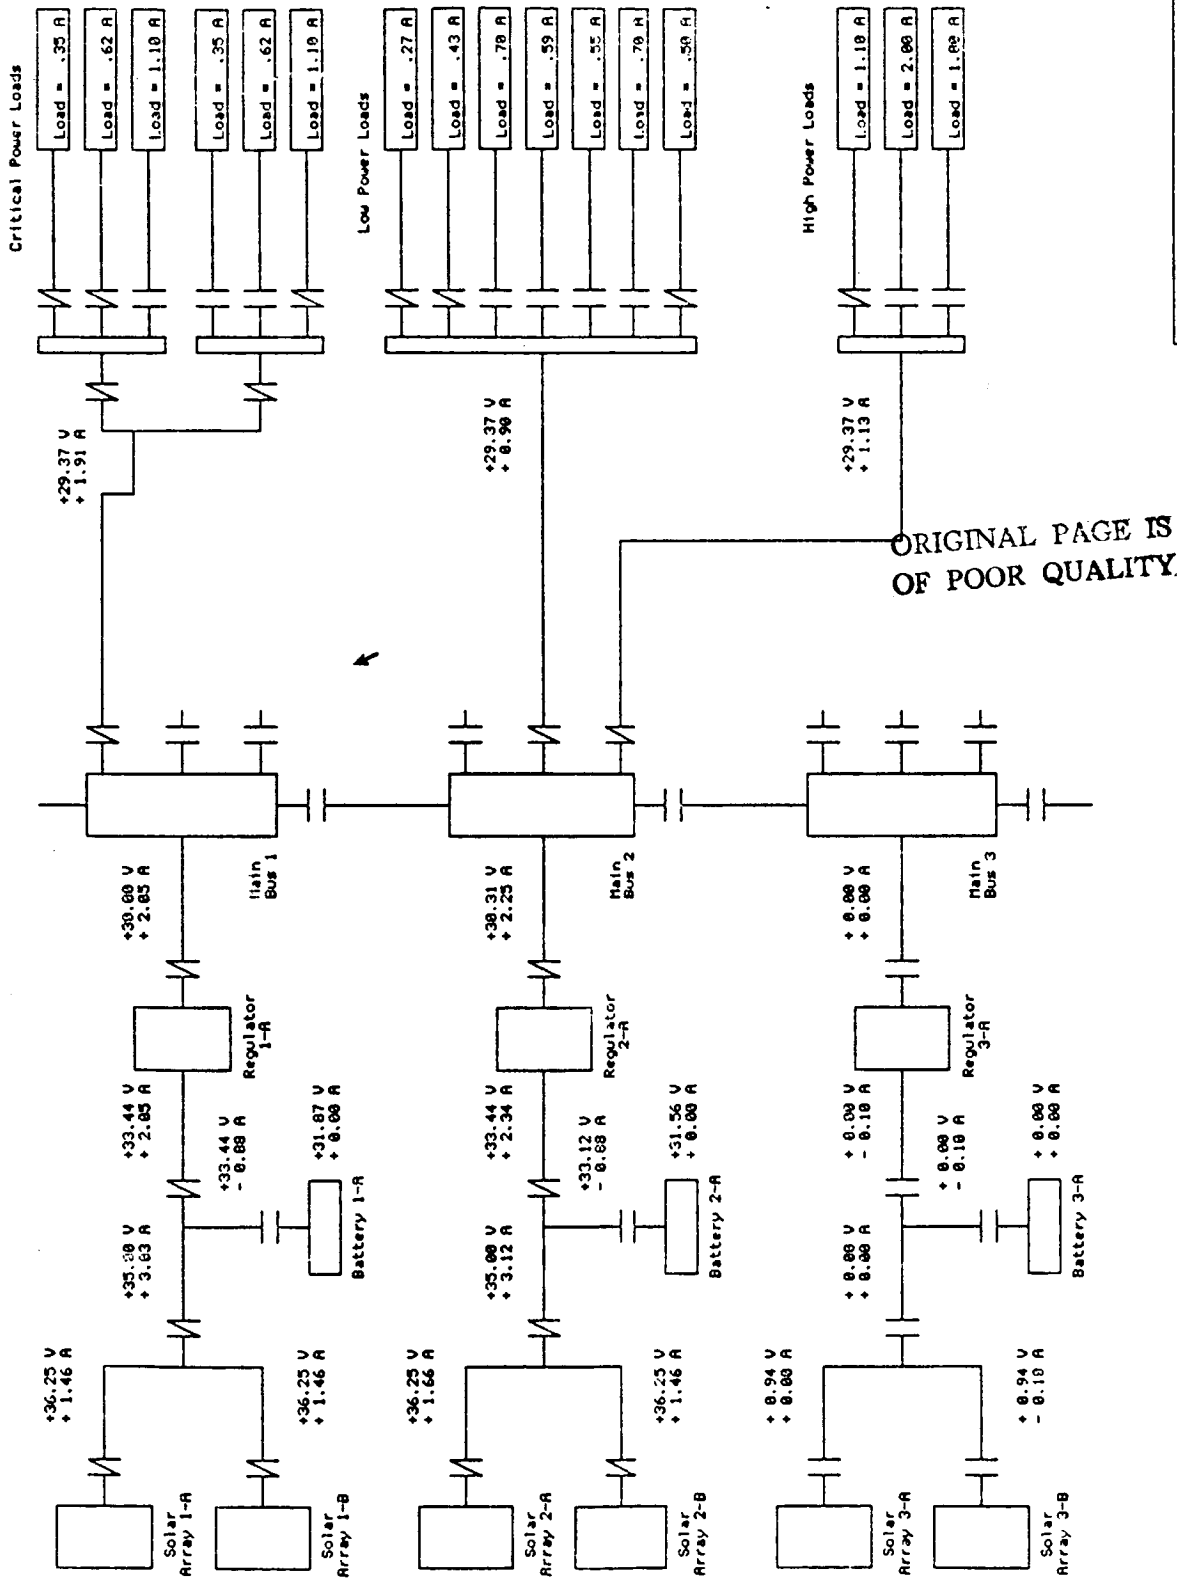 Solar
Array 1-A
Solar
Array 1-B
+36.25 V
+ 1.46 A
+36.25 V
+ 1.46 A
+35.00 V
+ 3.03 A
Battery 1-A
+33.44 V
- 0.88 A
+31.87 V
+ 0.00 A
+33.44 V
+ 2.05 A
Regulator
1-A
+30.00 V
+ 2.05 A
Main
Bus 1
+29.37 V
+ 1.91 A
Critical Power Loads
Load = .35 A
Load = .62 A
Load = 1.10 A
Load = .35 A
Load = .62 A
Load = 1.10 A
Solar
Array 2-A
Solar
Array 2-B
+36.25 V
+ 1.66 A
+36.25 V
+ 1.46 A
+35.00 V
+ 3.12 A
Battery 2-A
+33.12 V
- 0.68 A
+31.56 V
+ 0.00 A
+33.44 V
+ 2.34 A
Regulator
2-A
+30.31 V
+ 2.25 A
Main
Bus 2
+29.37 V
+ 0.90 A
Low Power Loads
Load = .27 A
Load = .43 A
Load = .70 A
Load = .59 A
Load = .55 A
Load = .70 A
Load = .50 A
Solar
Array 3-A
Solar
Array 3-B
+ 0.94 V
+ 0.00 A
+ 0.94 V
- 0.10 A
+ 0.00 V
+ 0.00 A
Battery 3-A
+ 0.00 V
- 0.10 A
+ 0.00 V
+ 0.00 A
+ 0.00 V
- 0.10 A
Regulator
3-A
+ 0.00 V
+ 0.00 A
Main
Bus 3
+29.37 V
+ 1.13 A
High Power Loads
Load = 1.10 A
Load = 2.00 A
Load = 1.00 A
ORIGINAL PAGE IS
OF POOR QUALITY